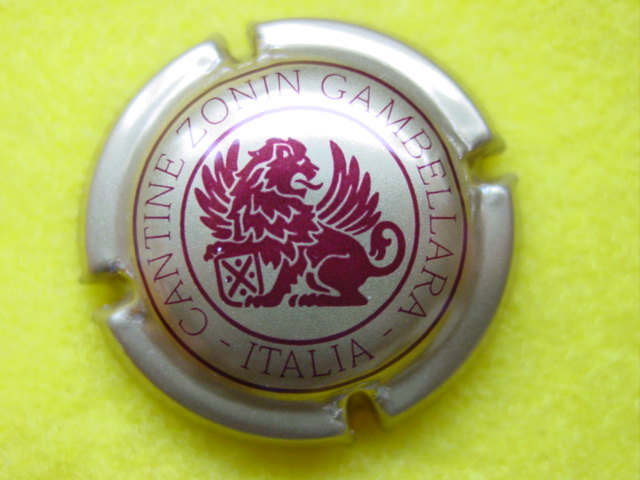 CANTINE ZONIN GAMBELLARA
- ITALIA -